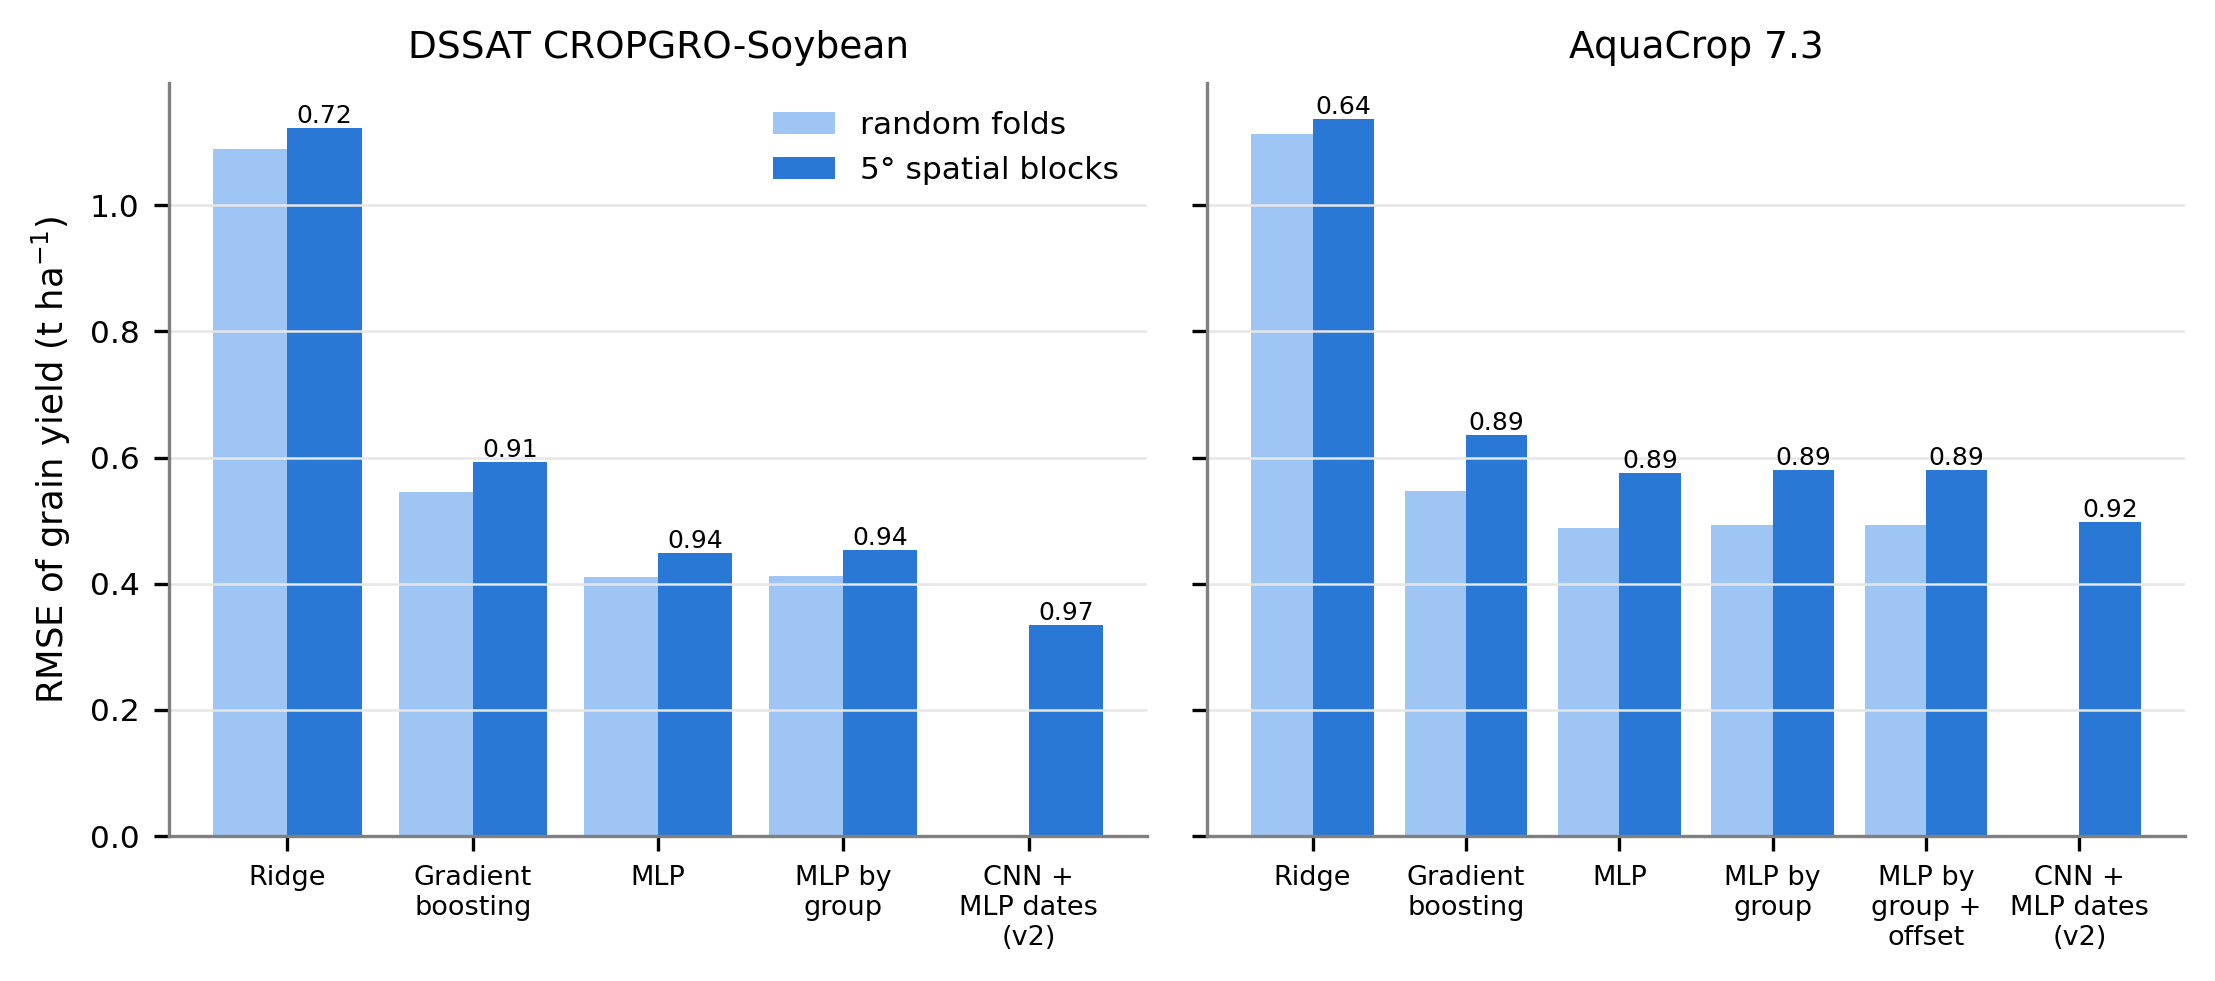 DSSAT CROPGRO-Soybean
RMSE of grain yield (t ha⁻¹)
1.0
0.8
0.6
0.4
0.2
0.0
random folds
5° spatial blocks
0.72
0.91
0.94
0.94
0.97
Ridge
Gradient
boosting
MLP
MLP by
group
CNN +
MLP dates
(v2)
AquaCrop 7.3
0.64
0.89
0.89
0.89
0.89
0.92
Ridge
Gradient
boosting
MLP
MLP by
group
MLP by
group +
offset
CNN +
MLP dates
(v2)